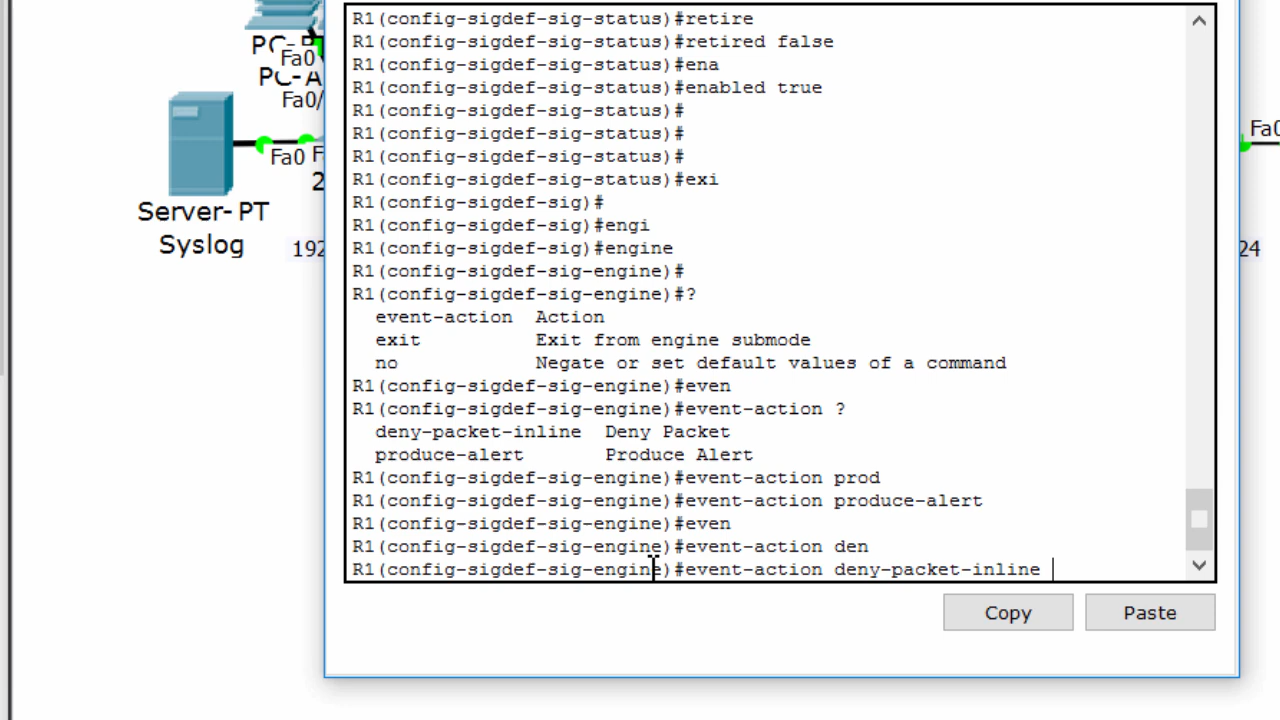 R1(config-sigdef-sig-status)#retire
R1(config-sigdef-sig-status)#retired false
R1(config-sigdef-sig-status)#ena
R1(config-sigdef-sig-status)#enabled true
R1(config-sigdef-sig-status)#
R1(config-sigdef-sig-status)#
R1(config-sigdef-sig-status)#
R1(config-sigdef-sig-status)#exi
R1(config-sigdef-sig)#
R1(config-sigdef-sig)#engi
R1(config-sigdef-sig)#engine
R1(config-sigdef-sig-engine)#
R1(config-sigdef-sig-engine)#?
event-action  Action
exit          Exit from engine submode
no            Negate or set default values of a command
R1(config-sigdef-sig-engine)#even
R1(config-sigdef-sig-engine)#event-action ?
deny-packet-inline  Deny Packet
produce-alert       Produce Alert
R1(config-sigdef-sig-engine)#event-action prod
R1(config-sigdef-sig-engine)#event-action produce-alert
R1(config-sigdef-sig-engine)#even
R1(config-sigdef-sig-engine)#event-action den
R1(config-sigdef-sig-engine)#event-action deny-packet-inline
Copy
Paste
Fa0
PC-A
Fa0/
Fa0 F
2
Server-PT
Syslog
192
Fa0
24